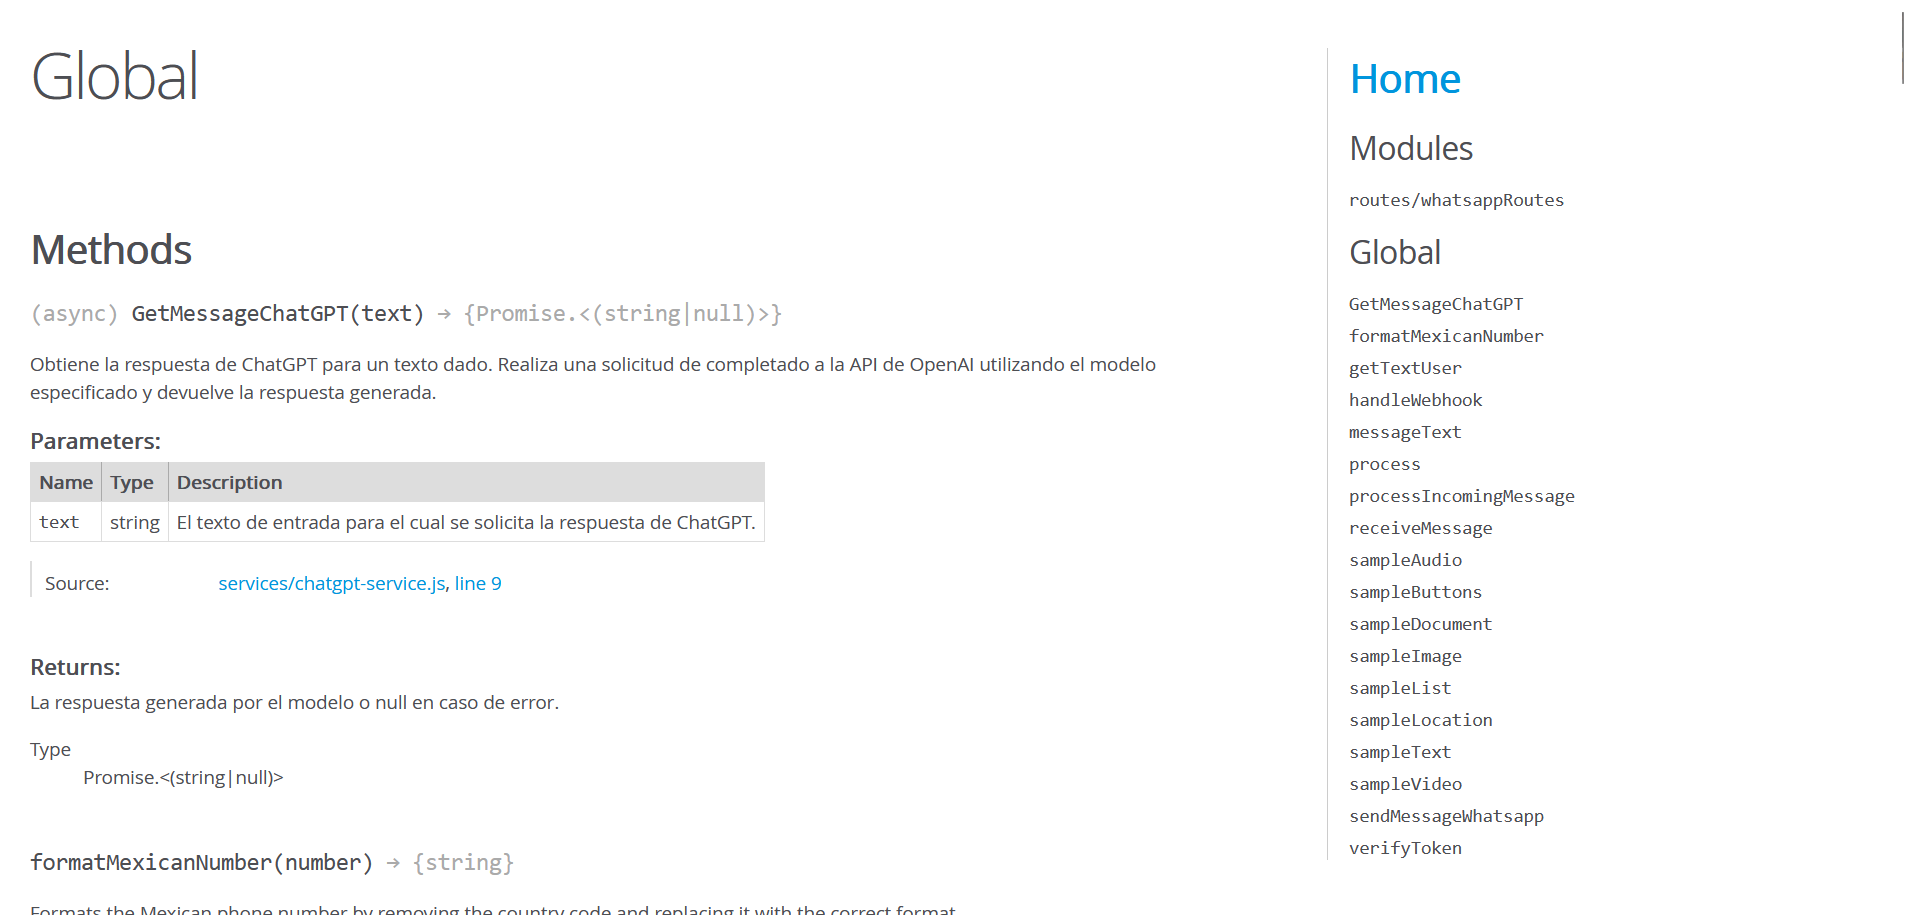 Global
Methods
(async) GetMessageChatGPT(text) → {Promise.<(string|null)>}
Obtiene la respuesta de ChatGPT para un texto dado. Realiza una solicitud de completado a la API de OpenAI utilizando el modelo
especificado y devuelve la respuesta generada.
Parameters:
Name Type Description
text string El texto de entrada para el cual se solicita la respuesta de ChatGPT.
Source: services/chatgpt-service.js, line 9
Returns:
La respuesta generada por el modelo o null en caso de error.
Type
Promise.<(string|null)>
formatMexicanNumber(number) → {string}
Formats the Mexican phone number by removing the country code and replacing it with the correct format.
Home
Modules
routes/whatsappRoutes
Global
GetMessageChatGPT
formatMexicanNumber
getTextUser
handleWebhook
messageText
process
processIncomingMessage
receiveMessage
sampleAudio
sampleButtons
sampleDocument
sampleImage
sampleList
sampleLocation
sampleText
sampleVideo
sendMessageWhatsapp
verifyToken